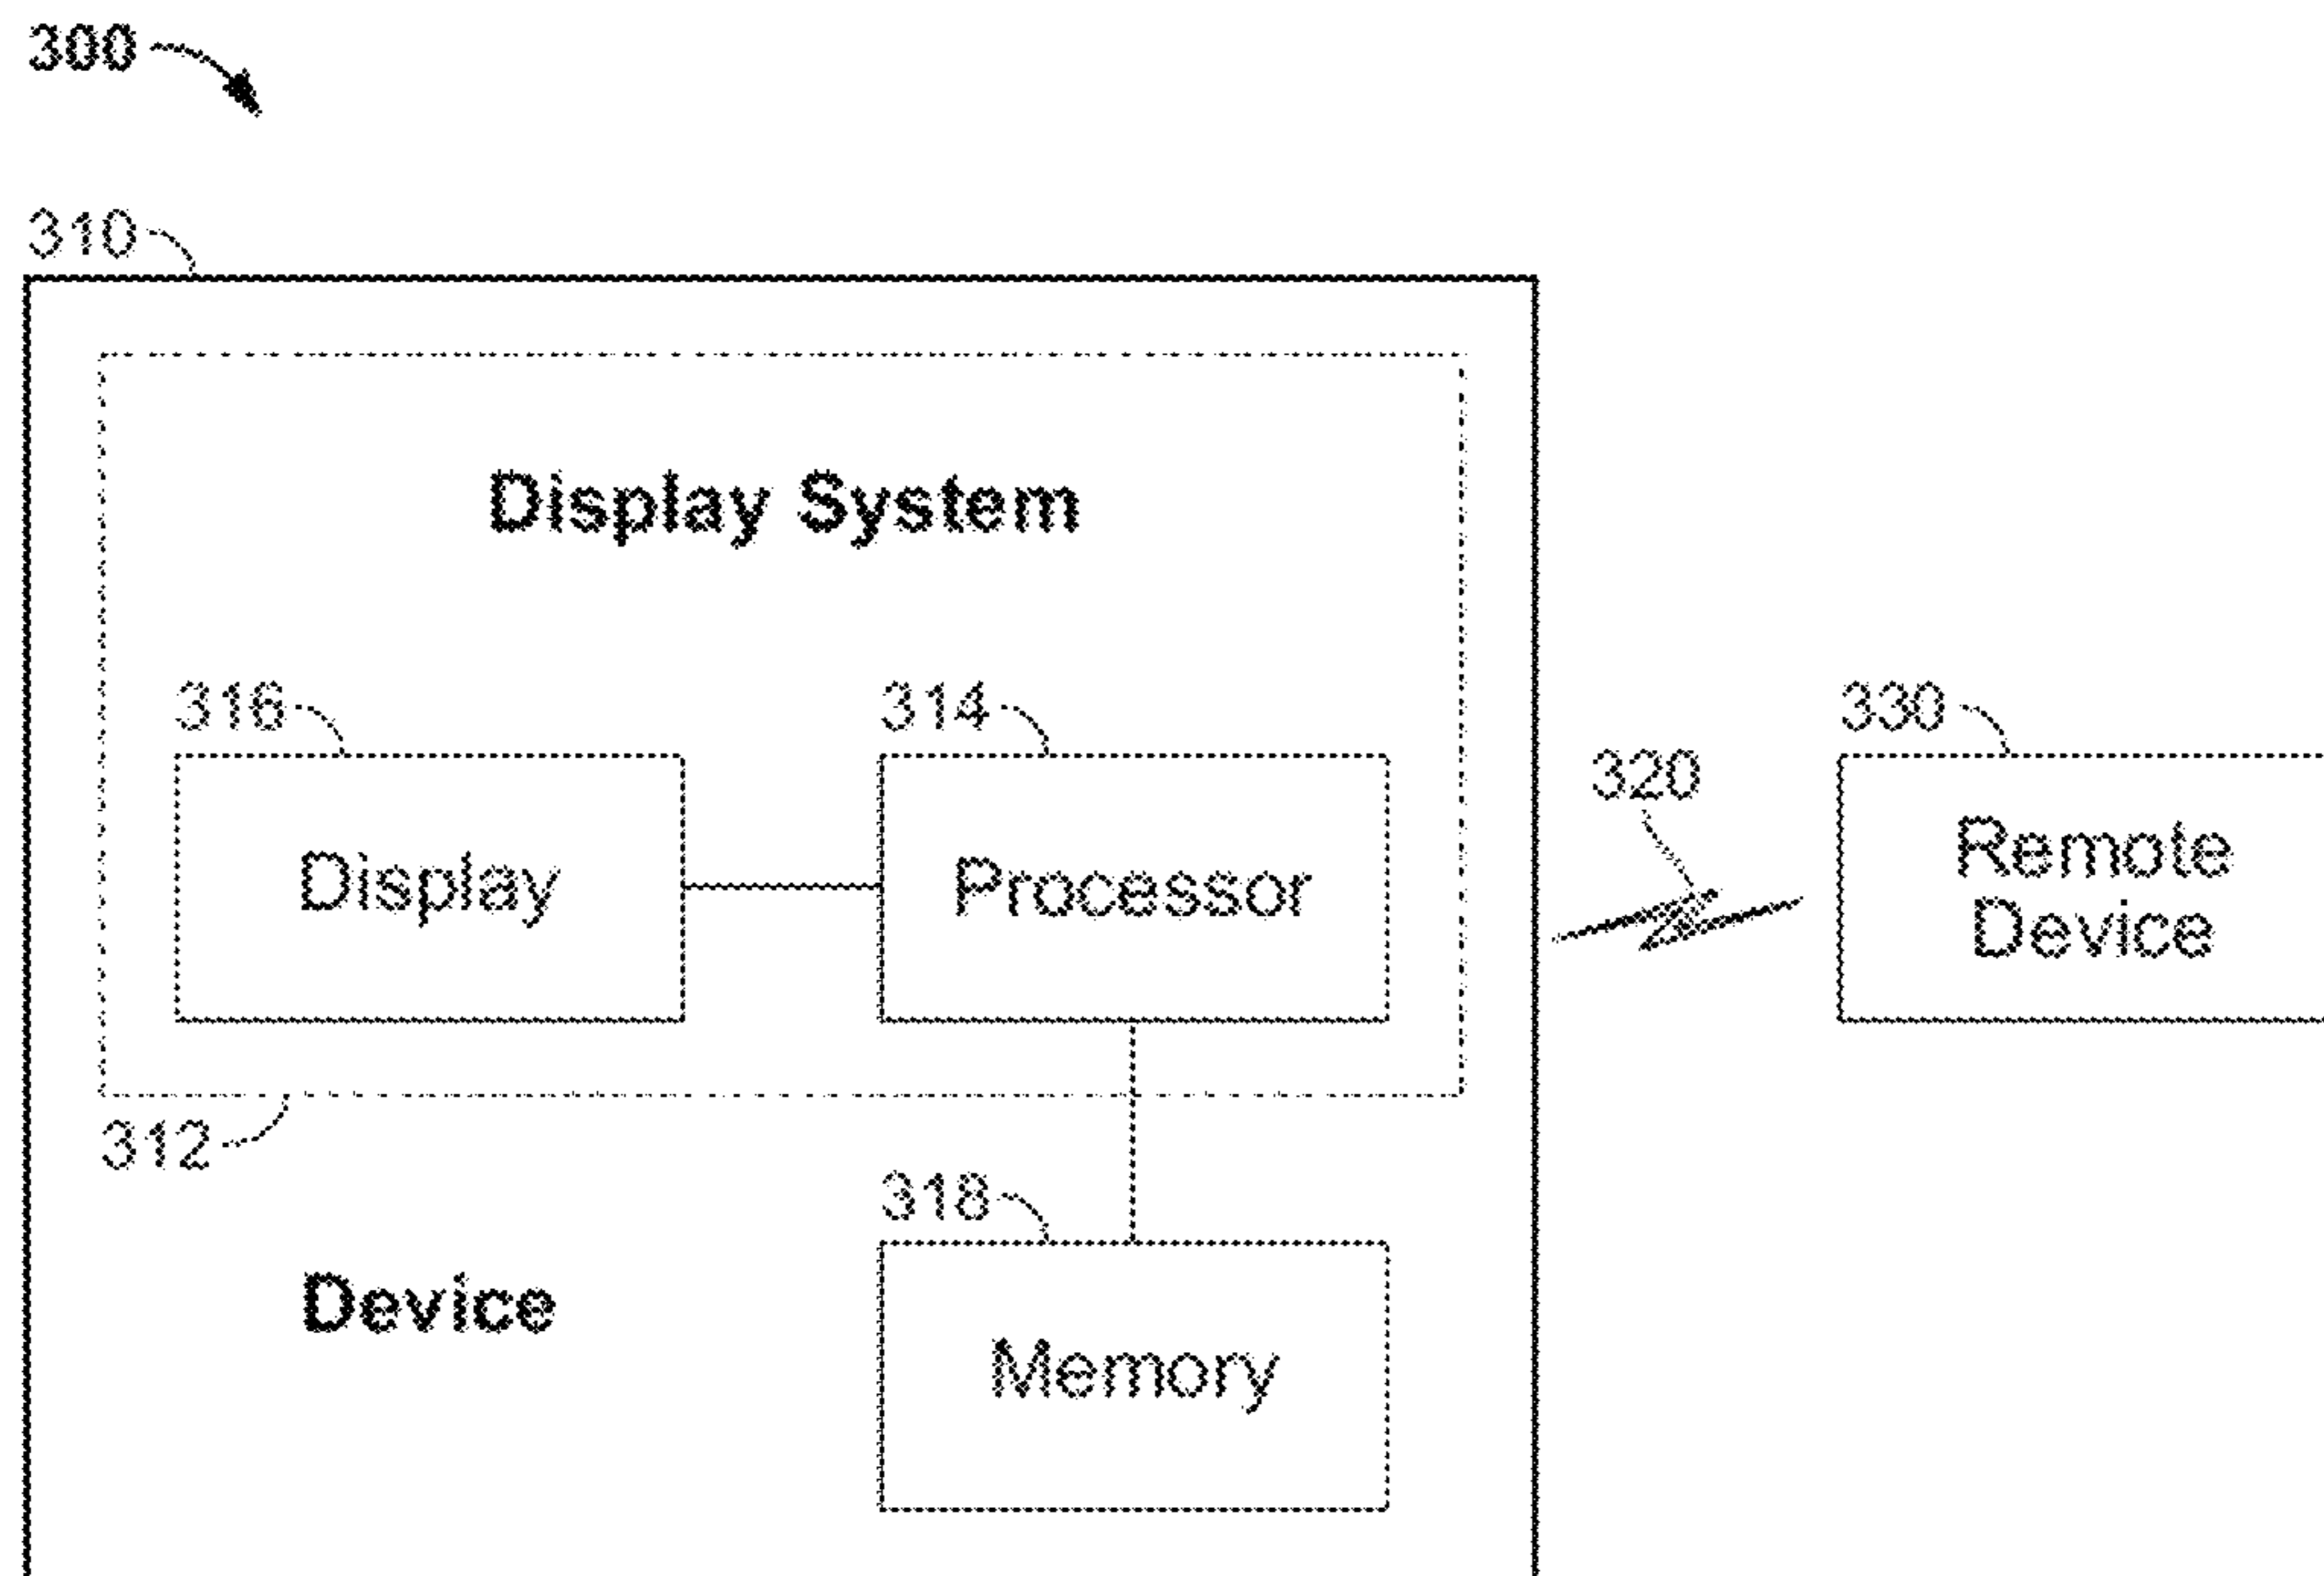 300
310
Display System
316
314
330
320
Display
Processor
Remote
Device
312
318
Device
Memory